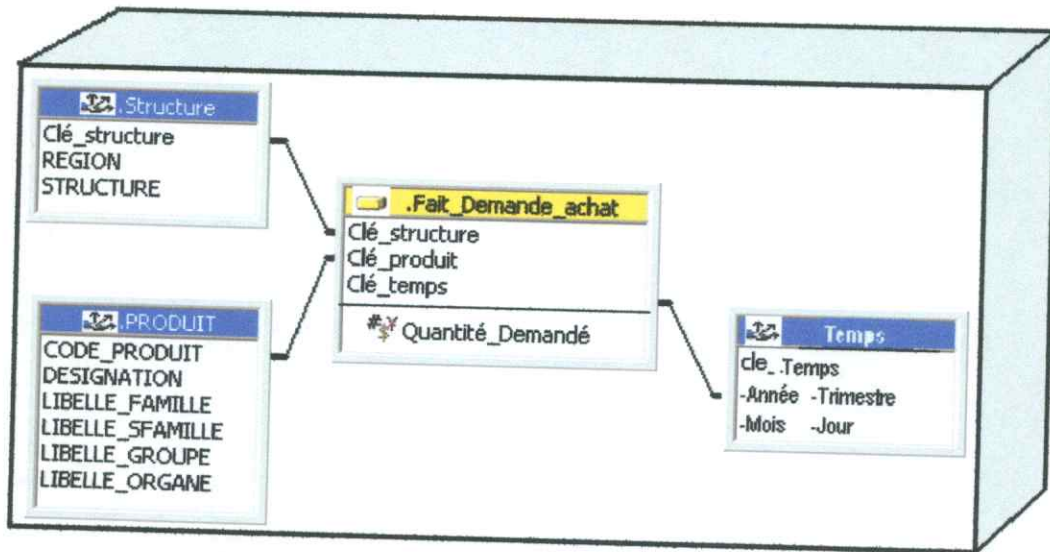 .Structure
Clé_structure
REGION
STRUCTURE
.PRODUIT
CODE_PRODUIT
DESIGNATION
LIBELLE_FAMILLE
LIBELLE_SFAMILLE
LIBELLE_GROUPE
LIBELLE_ORGANE
.Fait_Demande_achat
Clé_structure
Clé_produit
Clé_temps
Quantité_Demandé
Temps
cle_.Temps
-Année -Trimestre
-Mois -Jour